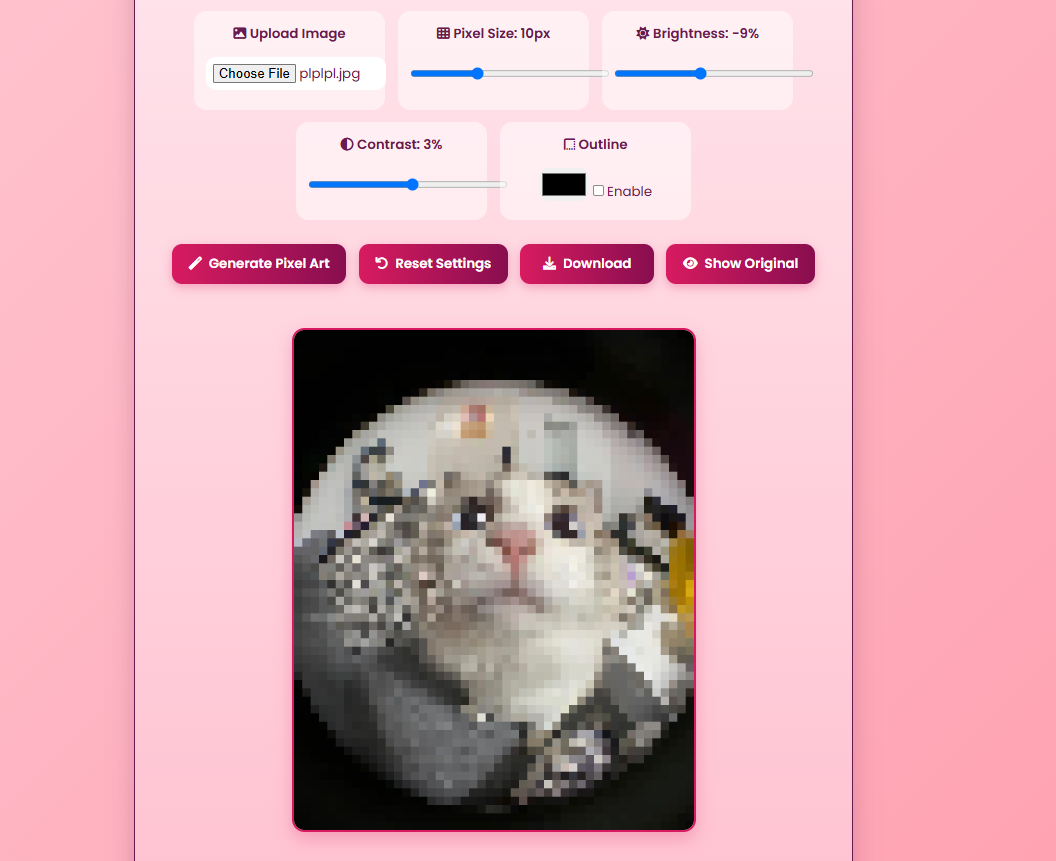 Upload Image
Pixel Size: 10px
Brightness: -9%
Choose File plplpl.jpg
Contrast: 3%
Outline
Enable
Generate Pixel Art
Reset Settings
Download
Show Original